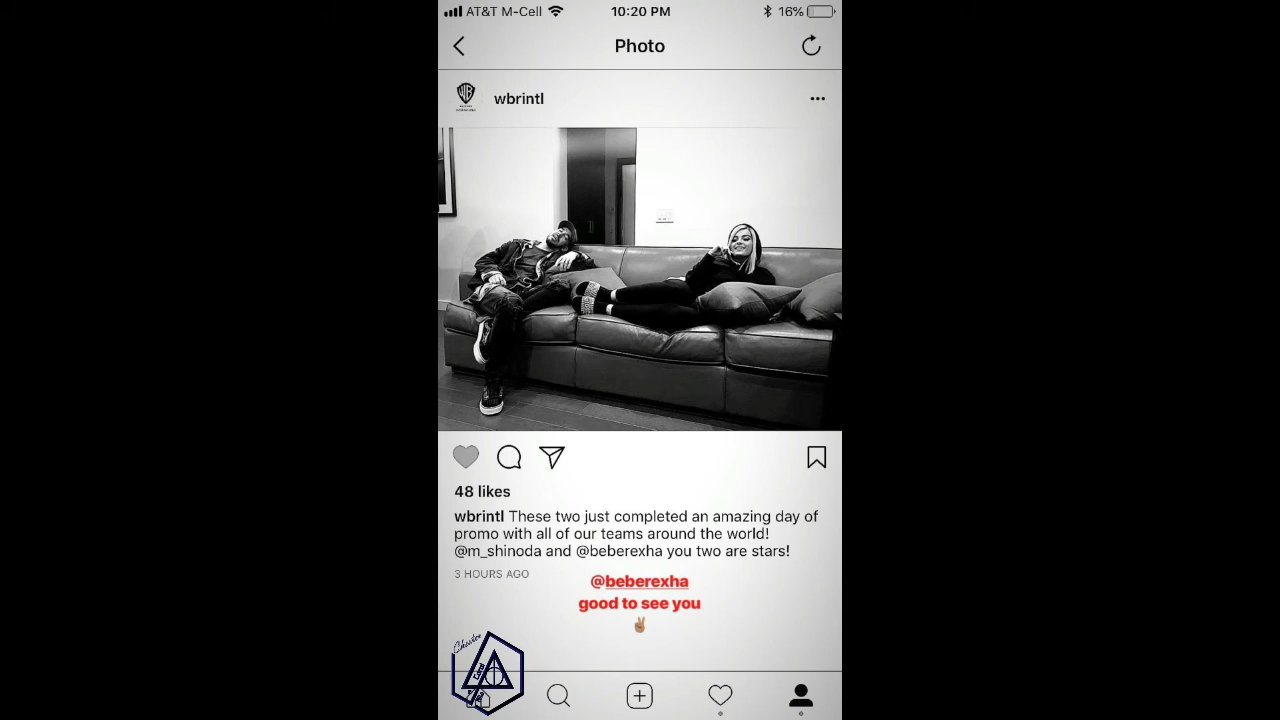 AT&T M-Cell 10:20 PM 16%
Photo
wbrintl
48 likes
wbrintl These two just completed an amazing day of
promo with all of our teams around the world!
@m_shinoda and @beberexha you two are stars!
3 HOURS AGO
@beberexha
good to see you
Chester